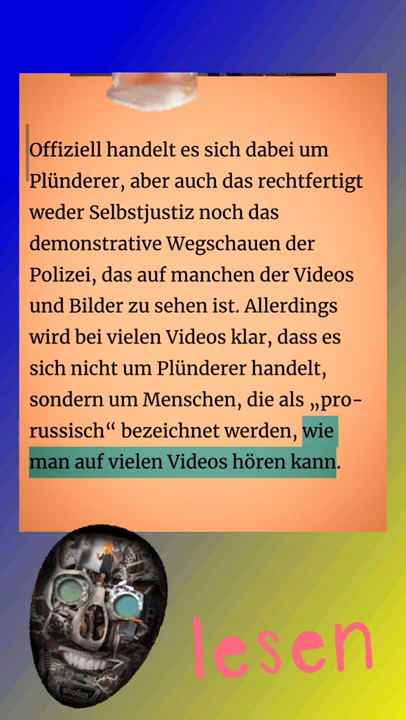 Offiziell handelt es sich dabei um
Plünderer, aber auch das rechtfertigt
weder Selbstjustiz noch das
demonstrative Wegschauen der
Polizei, das auf manchen der Videos
und Bilder zu sehen ist. Allerdings
wird bei vielen Videos klar, dass es
sich nicht um Plünderer handelt,
sondern um Menschen, die als „pro-
russisch“ bezeichnet werden, wie
man auf vielen Videos hören kann.
lesen
sholim